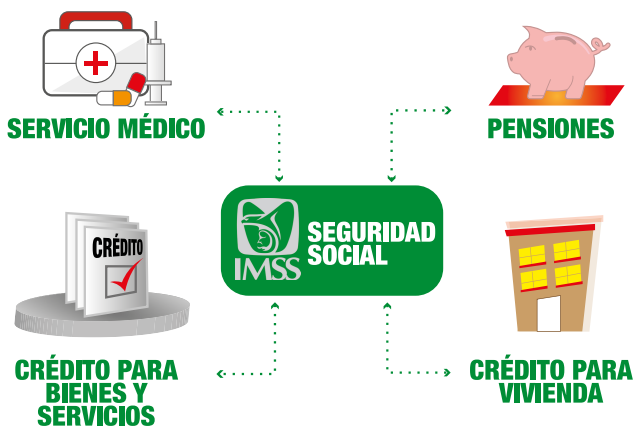 SERVICIO MÉDICO
PENSIONES
IMSS
SEGURIDAD
SOCIAL
CRÉDITO
CRÉDITO PARA
BIENES Y
SERVICIOS
CRÉDITO PARA
VIVIENDA